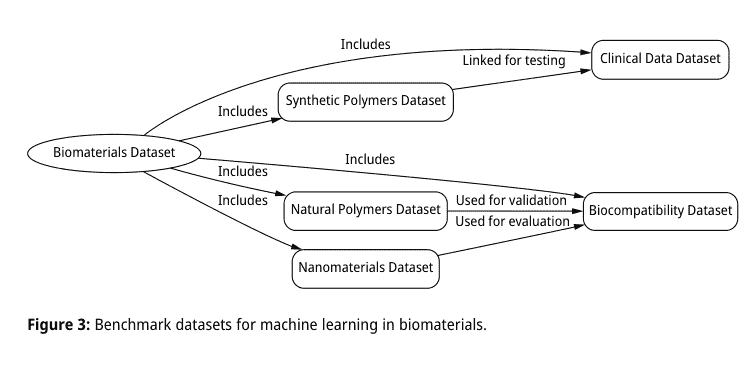 Includes
Clinical Data Dataset
Linked for testing
Synthetic Polymers Dataset
Includes
Biomaterials Dataset
Includes
Includes
Includes
Natural Polymers Dataset
Used for validation
Biocompatibility Dataset
Used for evaluation
Nanomaterials Dataset
Figure 3: Benchmark datasets for machine learning in biomaterials.